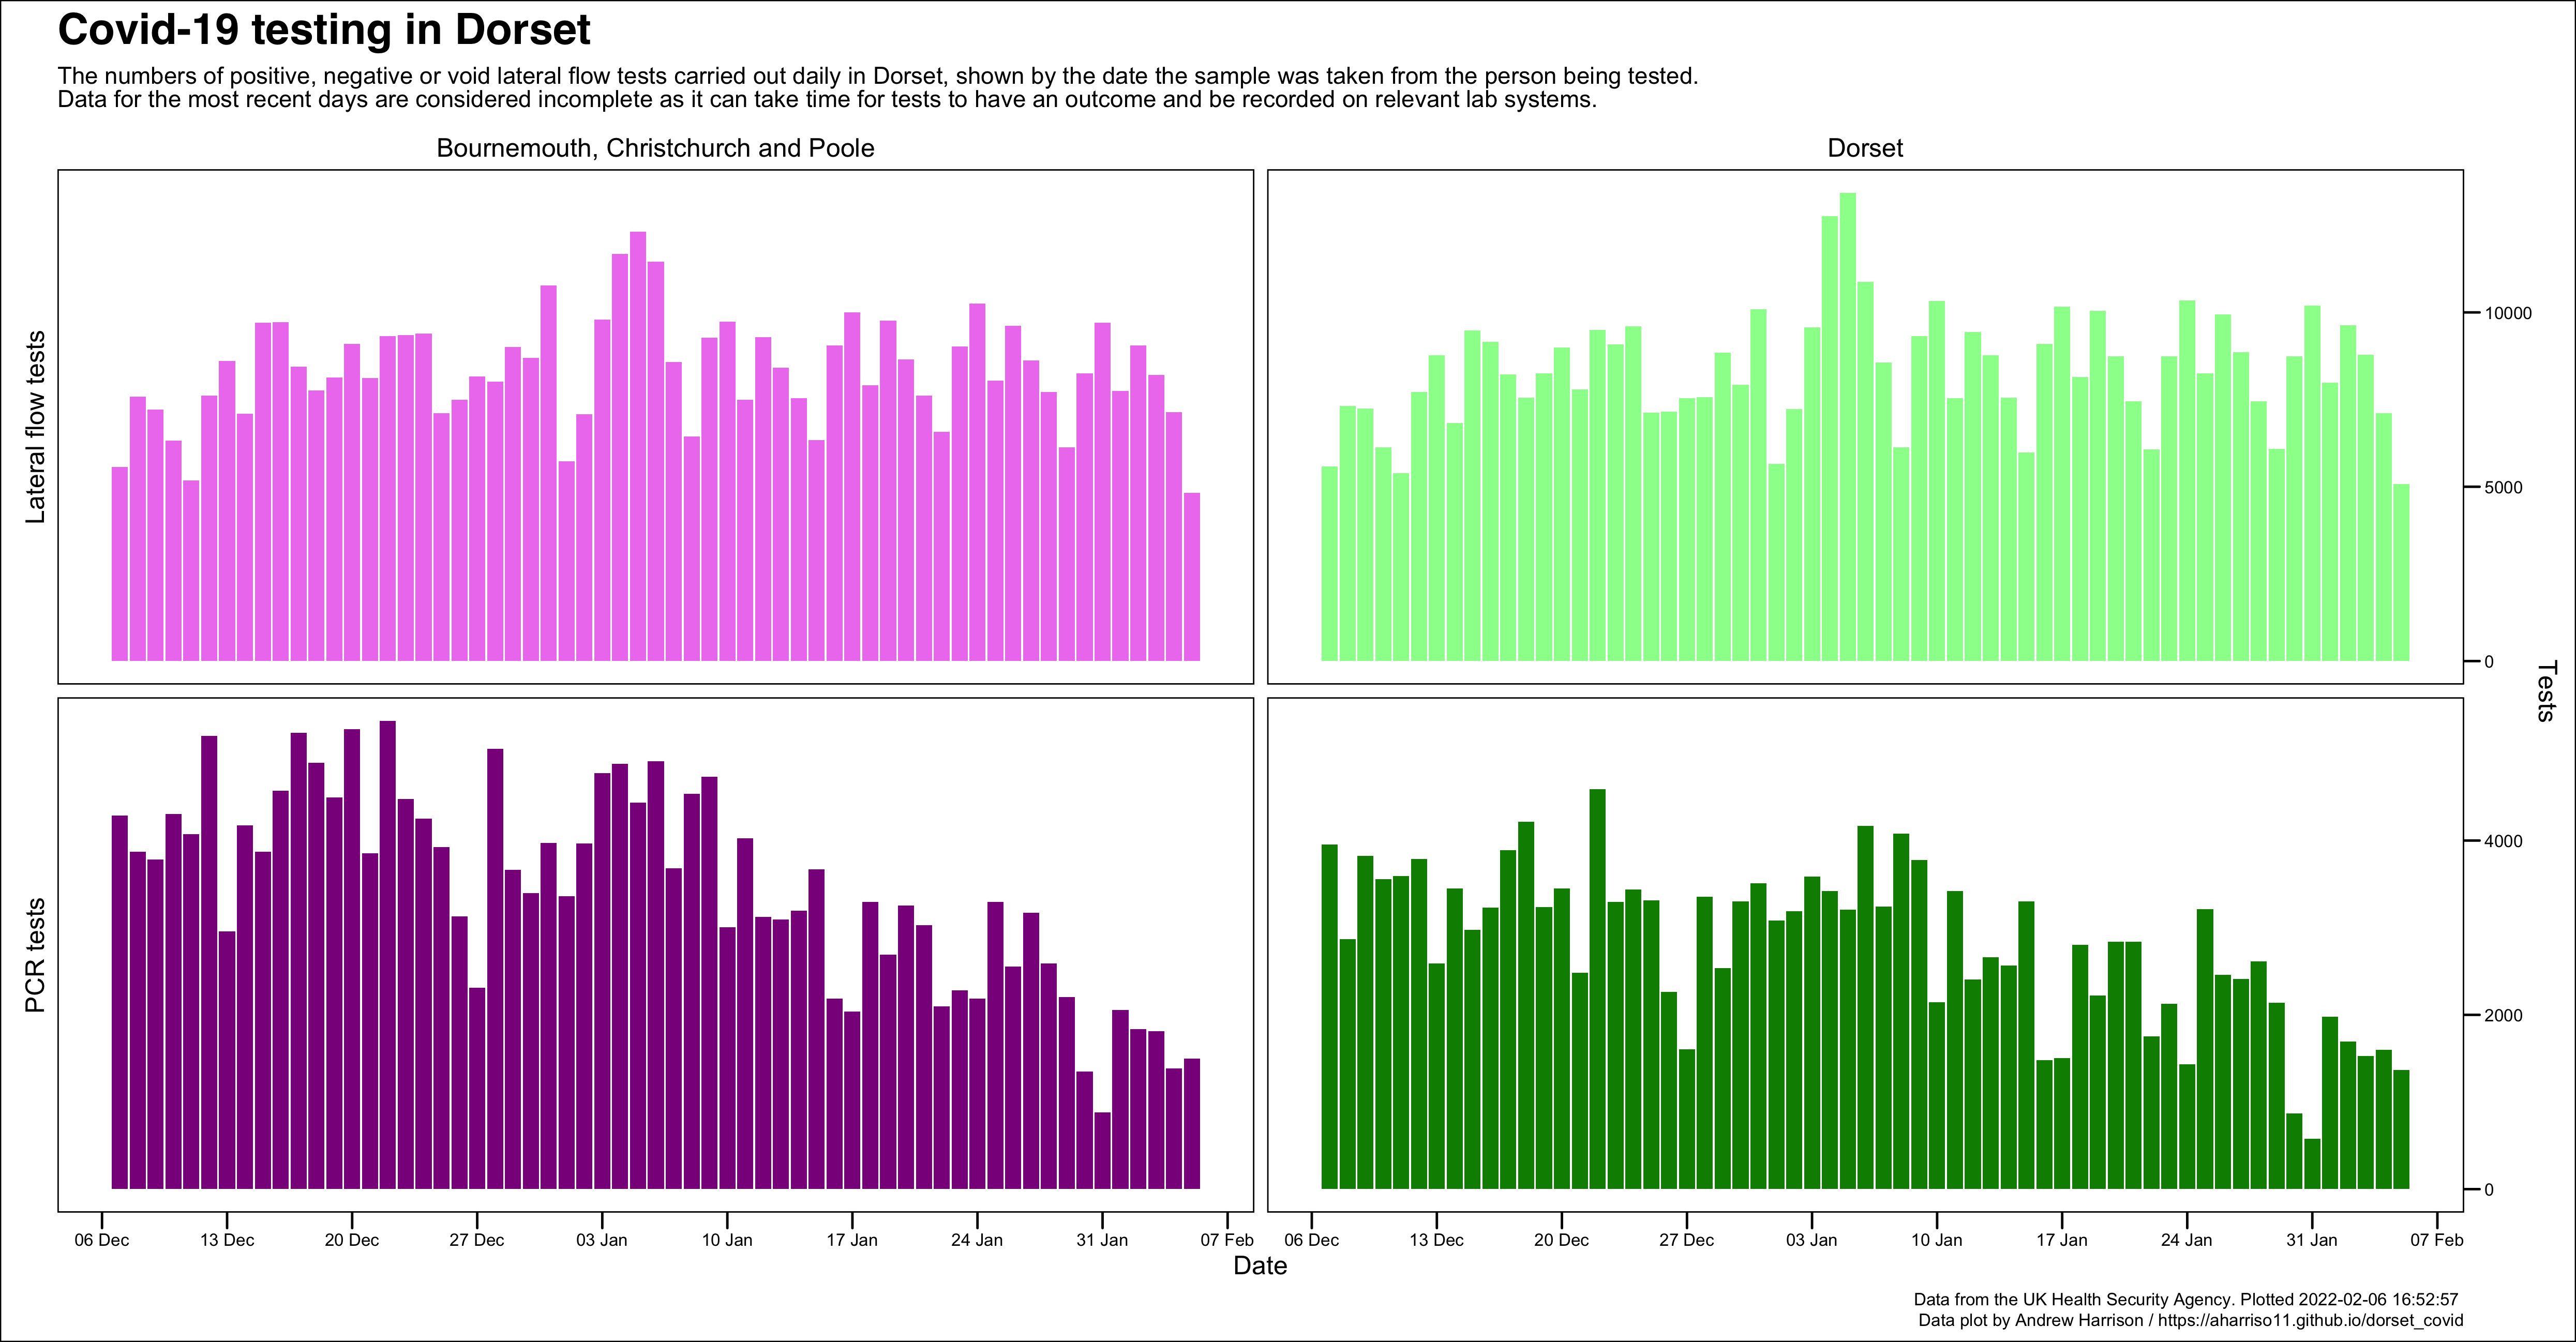 Covid-19 testing in Dorset
The numbers of positive, negative or void lateral flow tests carried out daily in Dorset, shown by the date the sample was taken from the person being tested.
Data for the most recent days are considered incomplete as it can take time for tests to have an outcome and be recorded on relevant lab systems.
Bournemouth, Christchurch and Poole
Dorset
Lateral flow tests
10000
5000
0
Tests
PCR tests
4000
2000
0
06 Dec 13 Dec 20 Dec 27 Dec 03 Jan 10 Jan 17 Jan 24 Jan 31 Jan 07 Feb
06 Dec 13 Dec 20 Dec 27 Dec 03 Jan 10 Jan 17 Jan 24 Jan 31 Jan 07 Feb
Date
Data from the UK Health Security Agency. Plotted 2022-02-06 16:52:57
Data plot by Andrew Harrison / https://aharriso11.github.io/dorset_covid